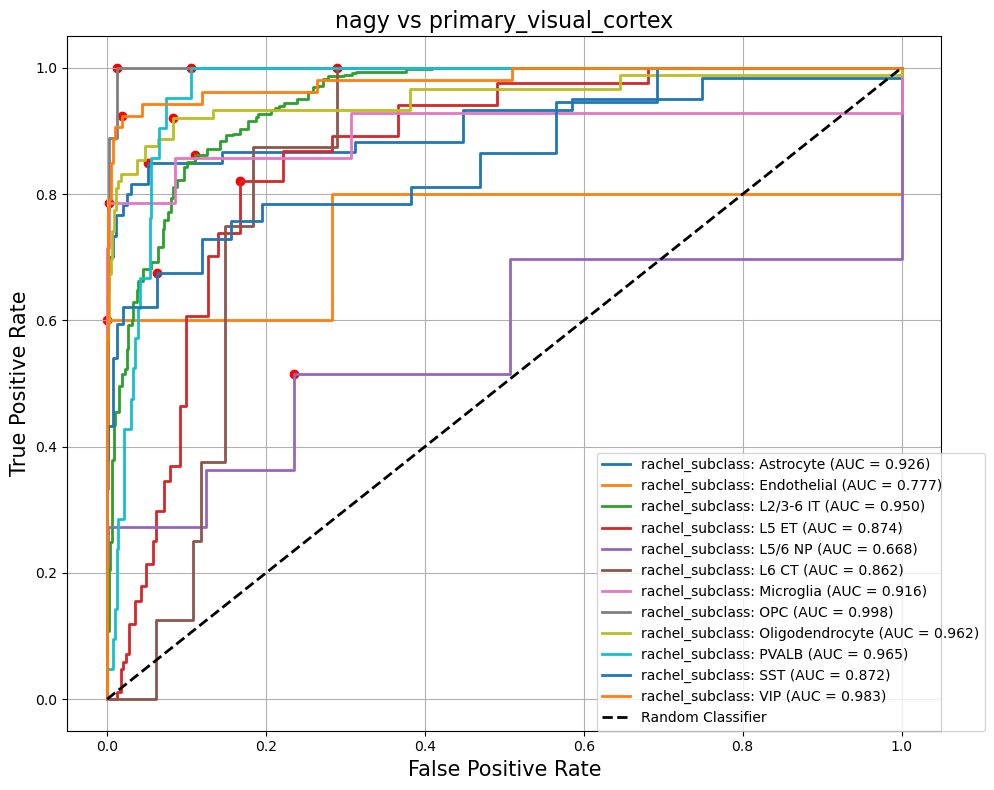 nagy vs primary_visual_cortex
True Positive Rate
1.0
0.8
0.6
0.4
0.2
0.0
rachel_subclass: Astrocyte (AUC = 0.926)
rachel_subclass: Endothelial (AUC = 0.777)
rachel_subclass: L2/3-6 IT (AUC = 0.950)
rachel_subclass: L5 ET (AUC = 0.874)
rachel_subclass: L5/6 NP (AUC = 0.668)
rachel_subclass: L6 CT (AUC = 0.862)
rachel_subclass: Microglia (AUC = 0.916)
rachel_subclass: OPC (AUC = 0.998)
rachel_subclass: Oligodendrocyte (AUC = 0.962)
rachel_subclass: PVALB (AUC = 0.965)
rachel_subclass: SST (AUC = 0.872)
rachel_subclass: VIP (AUC = 0.983)
Random Classifier
0.0 0.2 0.4 0.6 0.8 1.0
False Positive Rate